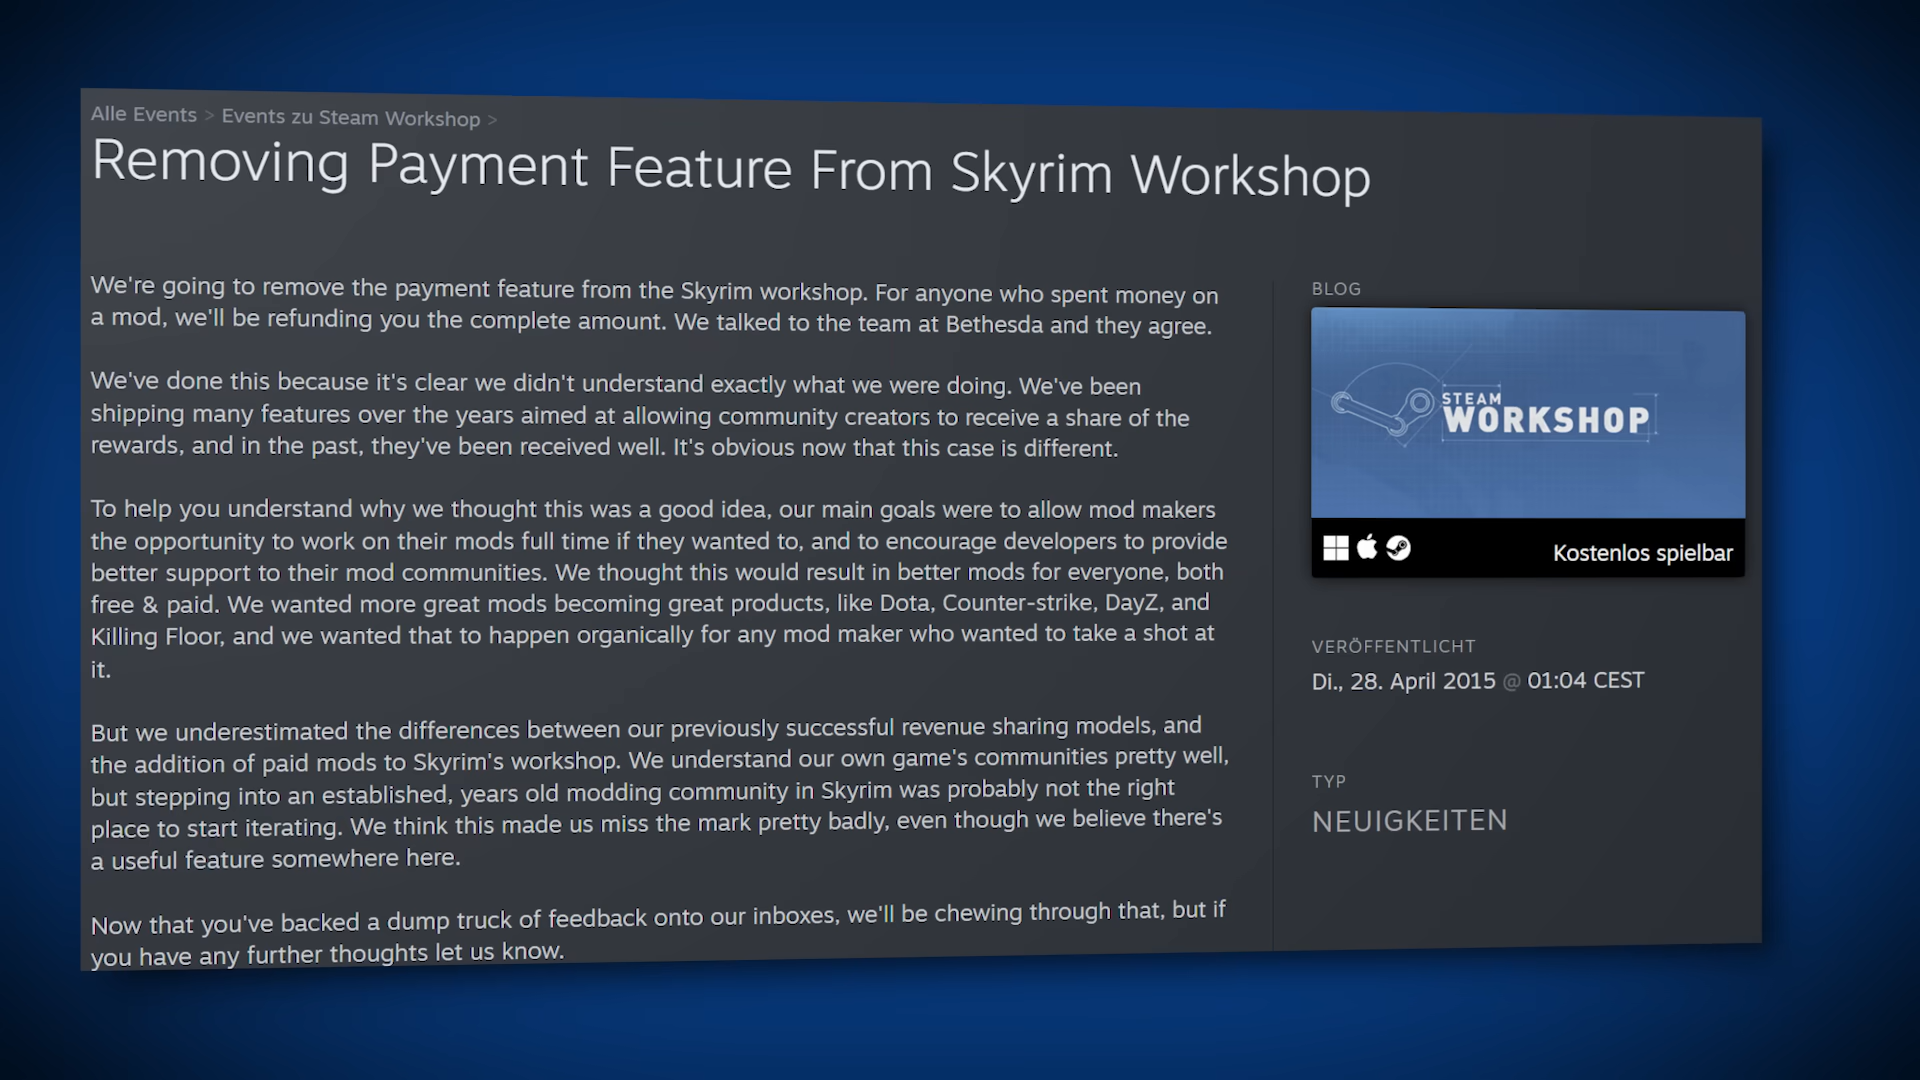 Alle Events > Events zu Steam Workshop >
Removing Payment Feature From Skyrim Workshop
We're going to remove the payment feature from the Skyrim workshop. For anyone who spent money on
a mod, we'll be refunding you the complete amount. We talked to the team at Bethesda and they agree.
We've done this because it's clear we didn't understand exactly what we were doing. We've been
shipping many features over the years aimed at allowing community creators to receive a share of the
rewards, and in the past, they've been received well. It's obvious now that this case is different.
To help you understand why we thought this was a good idea, our main goals were to allow mod makers
the opportunity to work on their mods full time if they wanted to, and to encourage developers to provide
better support to their mod communities. We thought this would result in better mods for everyone, both
free & paid. We wanted more great mods becoming great products, like Dota, Counter-strike, DayZ, and
Killing Floor, and we wanted that to happen organically for any mod maker who wanted to take a shot at
it.
But we underestimated the differences between our previously successful revenue sharing models, and
the addition of paid mods to Skyrim's workshop. We understand our own game's communities pretty well,
but stepping into an established, years old modding community in Skyrim was probably not the right
place to start iterating. We think this made us miss the mark pretty badly, even though we believe there's
a useful feature somewhere here.
Now that you've backed a dump truck of feedback onto our inboxes, we'll be chewing through that, but if
you have any further thoughts let us know.
BLOG
STEAM
WORKSHOP
Kostenlos spielbar
VERÖFFENTLICHT
Di., 28. April 2015 @ 01:04 CEST
TYP
NEUIGKEITEN